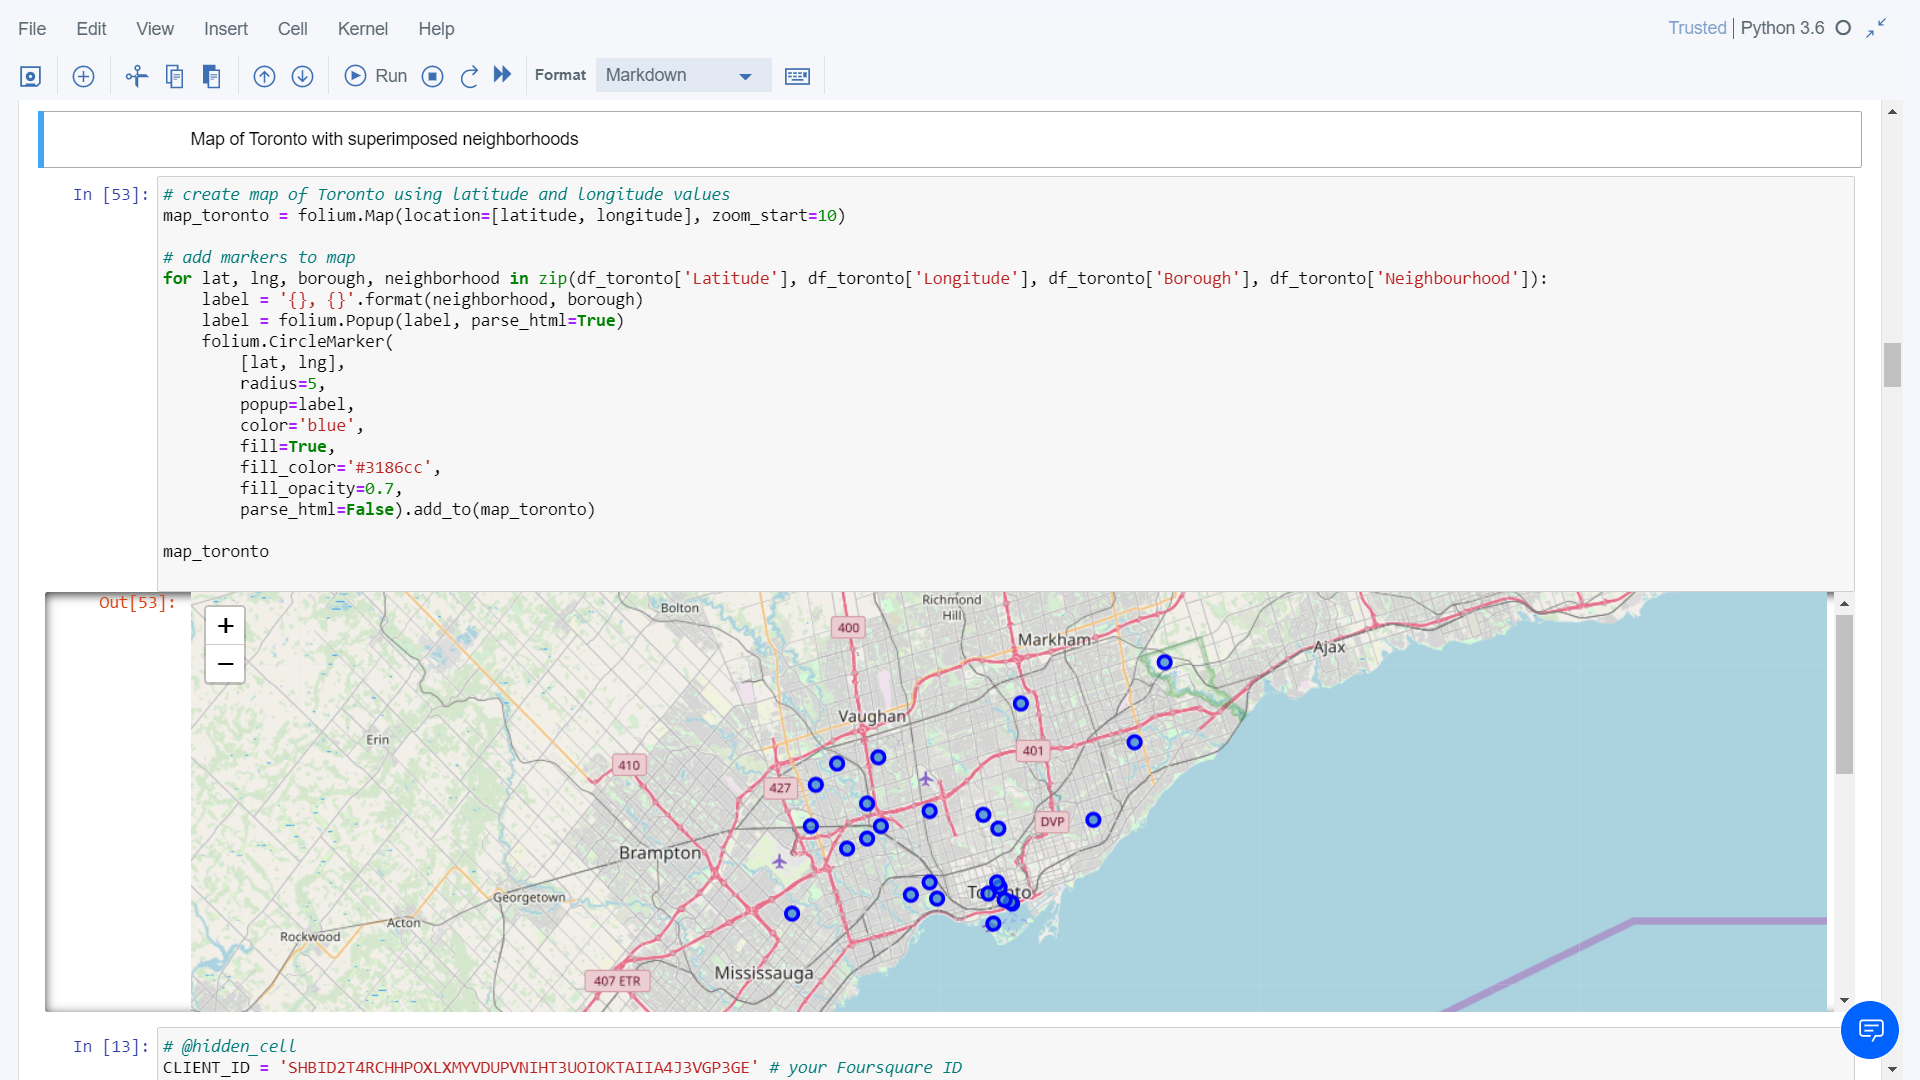 File Edit View Insert Cell Kernel Help
Trusted Python 3.6
Run Format Markdown
Map of Toronto with superimposed neighborhoods
In [53]:
# create map of Toronto using latitude and longitude values
map_toronto = folium.Map(location=[latitude, longitude], zoom_start=10)
# add markers to map
for lat, lng, borough, neighborhood in zip(df_toronto['Latitude'], df_toronto['Longitude'], df_toronto['Borough'], df_toronto['Neighbourhood']):
label = '{}, {}'.format(neighborhood, borough)
label = folium.Popup(label, parse_html=True)
folium.CircleMarker(
[lat, lng],
radius=5,
popup=label,
color='blue',
fill=True,
fill_color='#3186cc',
fill_opacity=0.7,
parse_html=False).add_to(map_toronto)
map_toronto
Out[53]:
+
−
Bolton
Richmond
Hill
400
Markham
Ajax
Vaughan
Erin
401
410
427
DVP
Brampton
Toronto
Georgetown
Acton
Rockwood
Mississauga
407 ETR
In [13]:
# @hidden_cell
CLIENT_ID = 'SHBID2T4RCHHPOXLXMYVDUPVNIHT3UOIOKTAIIA4J3VGP3GE' # your Foursquare ID